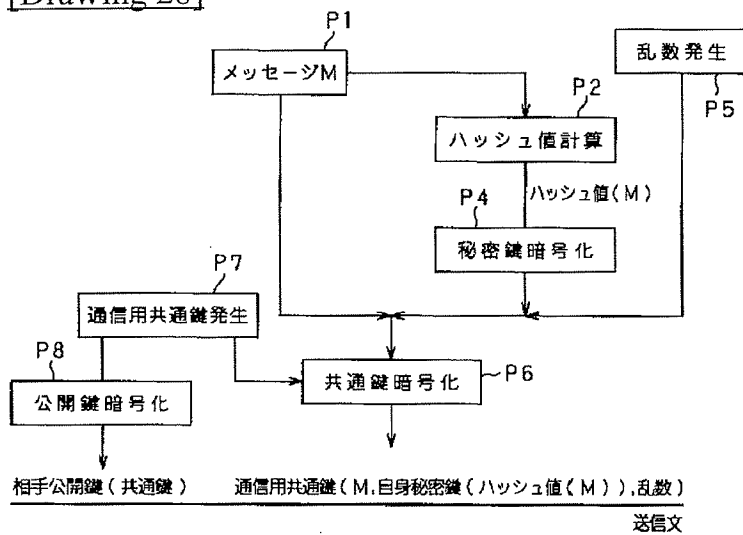 P1
メッセージM
乱数発生
P5
P2
ハッシュ値計算
ハッシュ値(M)
P4
秘密鍵暗号化
P7
通信用共通鍵発生
P8
公開鍵暗号化
共通鍵暗号化
P6
相手公開鍵(共通鍵) 通信用共通鍵(M,自身秘密鍵(ハッシュ値(M)),乱数)
送信文